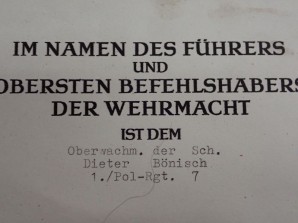 IM NAMEN DES FÜHRERS
UND
OBERSTEN BEFEHLSHABERS
DER WEHRMACHT
IST DEM
Oberwachm. der Sch.
Dieter Bönisch
1./Pol-Rgt. 7